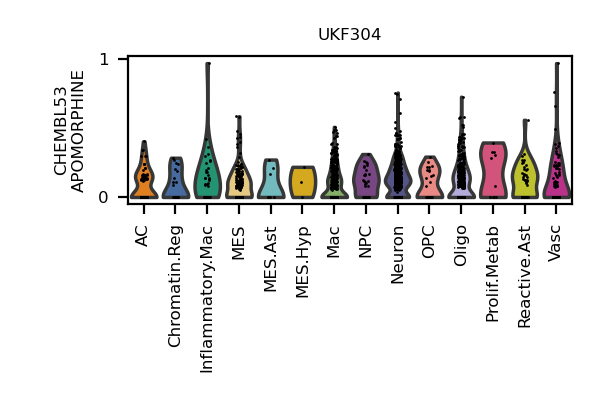 UKF304
CHEMBL53
APOMORPHINE
1
0
AC
Chromatin.Reg
Inflammatory.Mac
MES
MES.Ast
MES.Hyp
Mac
NPC
Neuron
OPC
Oligo
Prolif.Metab
Reactive.Ast
Vasc